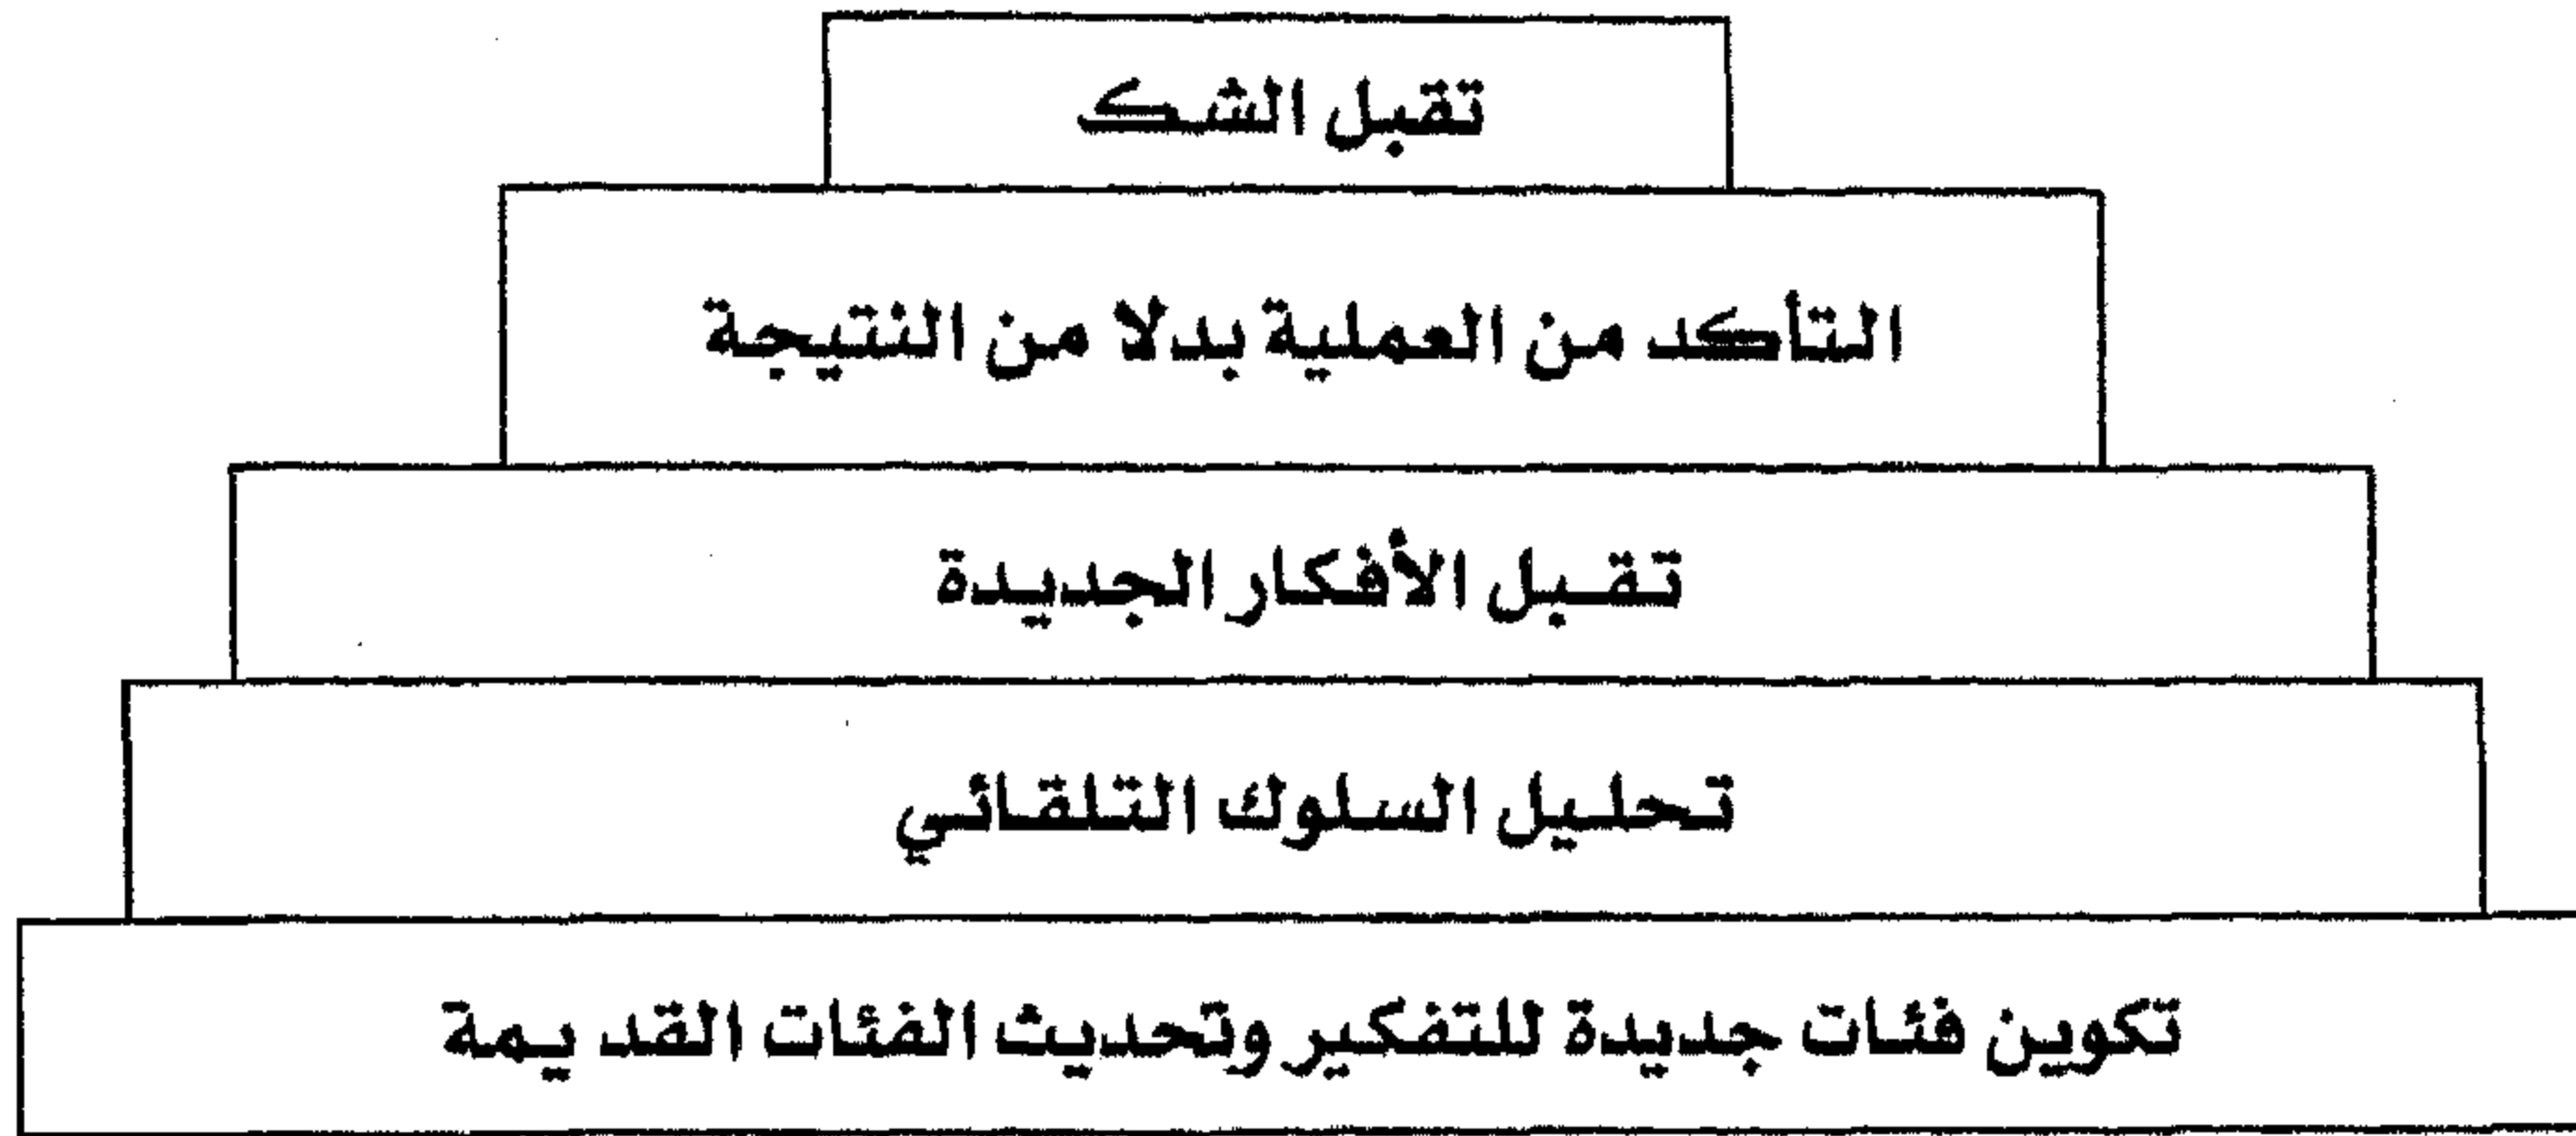 تقبل الشك
التأكد من العملية بدلا من النتيجة
تقبل الأفكار الجديدة
تحليل السلوك التلقائي
تكوين فئات جديدة للتفكير وتحديث الفئات القديمة